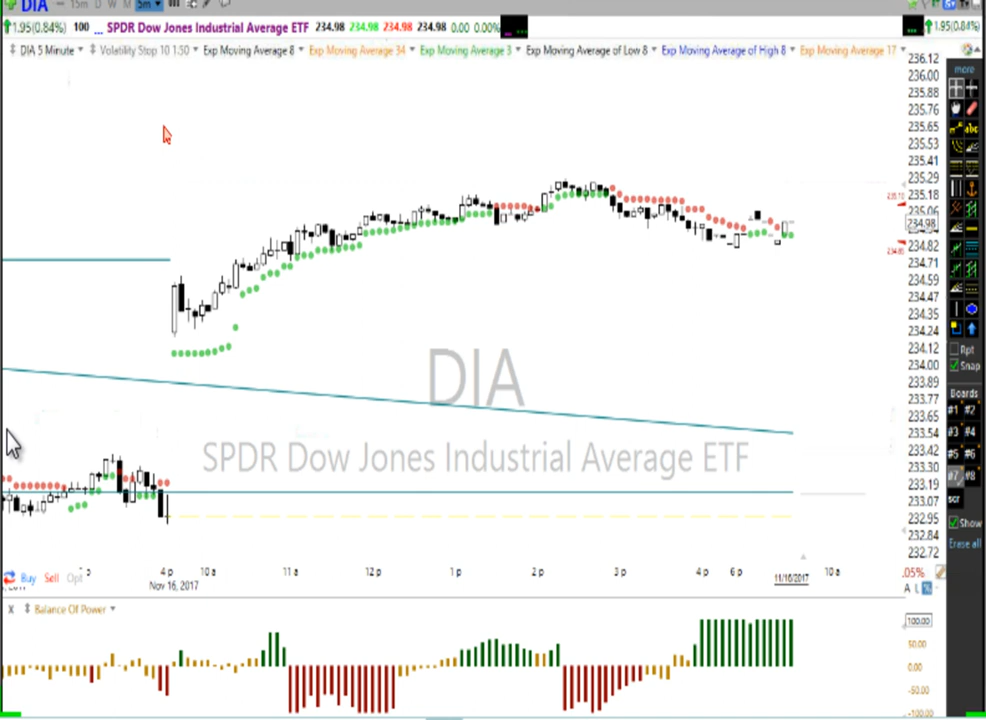 DIA 15m D W M 5m
1.95(0.84%) 100 ... SPDR Dow Jones Industrial Average ETF 234.98 234.98 234.98 234.98 0.00 0.00% 1.95(0.84%)
DIA 5 Minute Volatility Stop 10 1.50 Exp Moving Average 8 Exp Moving Average 34 Exp Moving Average 3 Exp Moving Average of Low 8 Exp Moving Average of High 8 Exp Moving Average 17
236.12
236.00
235.88
235.76
235.65
235.53
235.41
235.29
235.18
235.06
234.98
234.82
234.71
234.59
234.47
234.35
234.24
234.12
234.00
233.89
233.77
233.65
233.54
233.42
233.30
233.19
233.07
232.95
232.84
232.72
more
abc
Rpt
Snap
Boards
#1 #2
#3 #4
#5 #6
#7 #8
scr
Show
Erase all
DIA
SPDR Dow Jones Industrial Average ETF
Buy Sell Opt
4 p 10 a 11 a 12 p 1 p 2 p 3 p 4 p 6 p 10 a
Nov 16, 2017
11/16/2017
.05%
A L %
X Balance Of Power
100.00
50.00
0.00
-50.00
-100.00